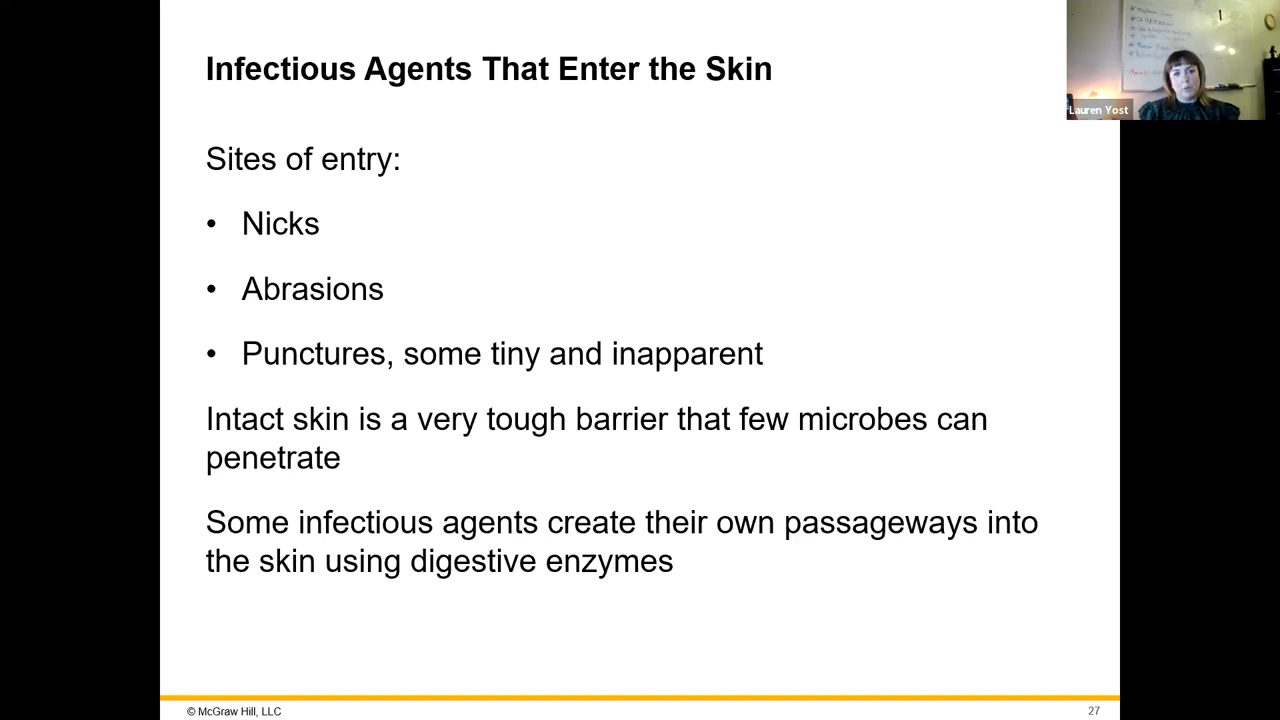 Infectious Agents That Enter the Skin
Lauren Yost
Sites of entry:
• Nicks
• Abrasions
• Punctures, some tiny and inapparent
Intact skin is a very tough barrier that few microbes can
penetrate
Some infectious agents create their own passageways into
the skin using digestive enzymes
© McGraw Hill, LLC
27